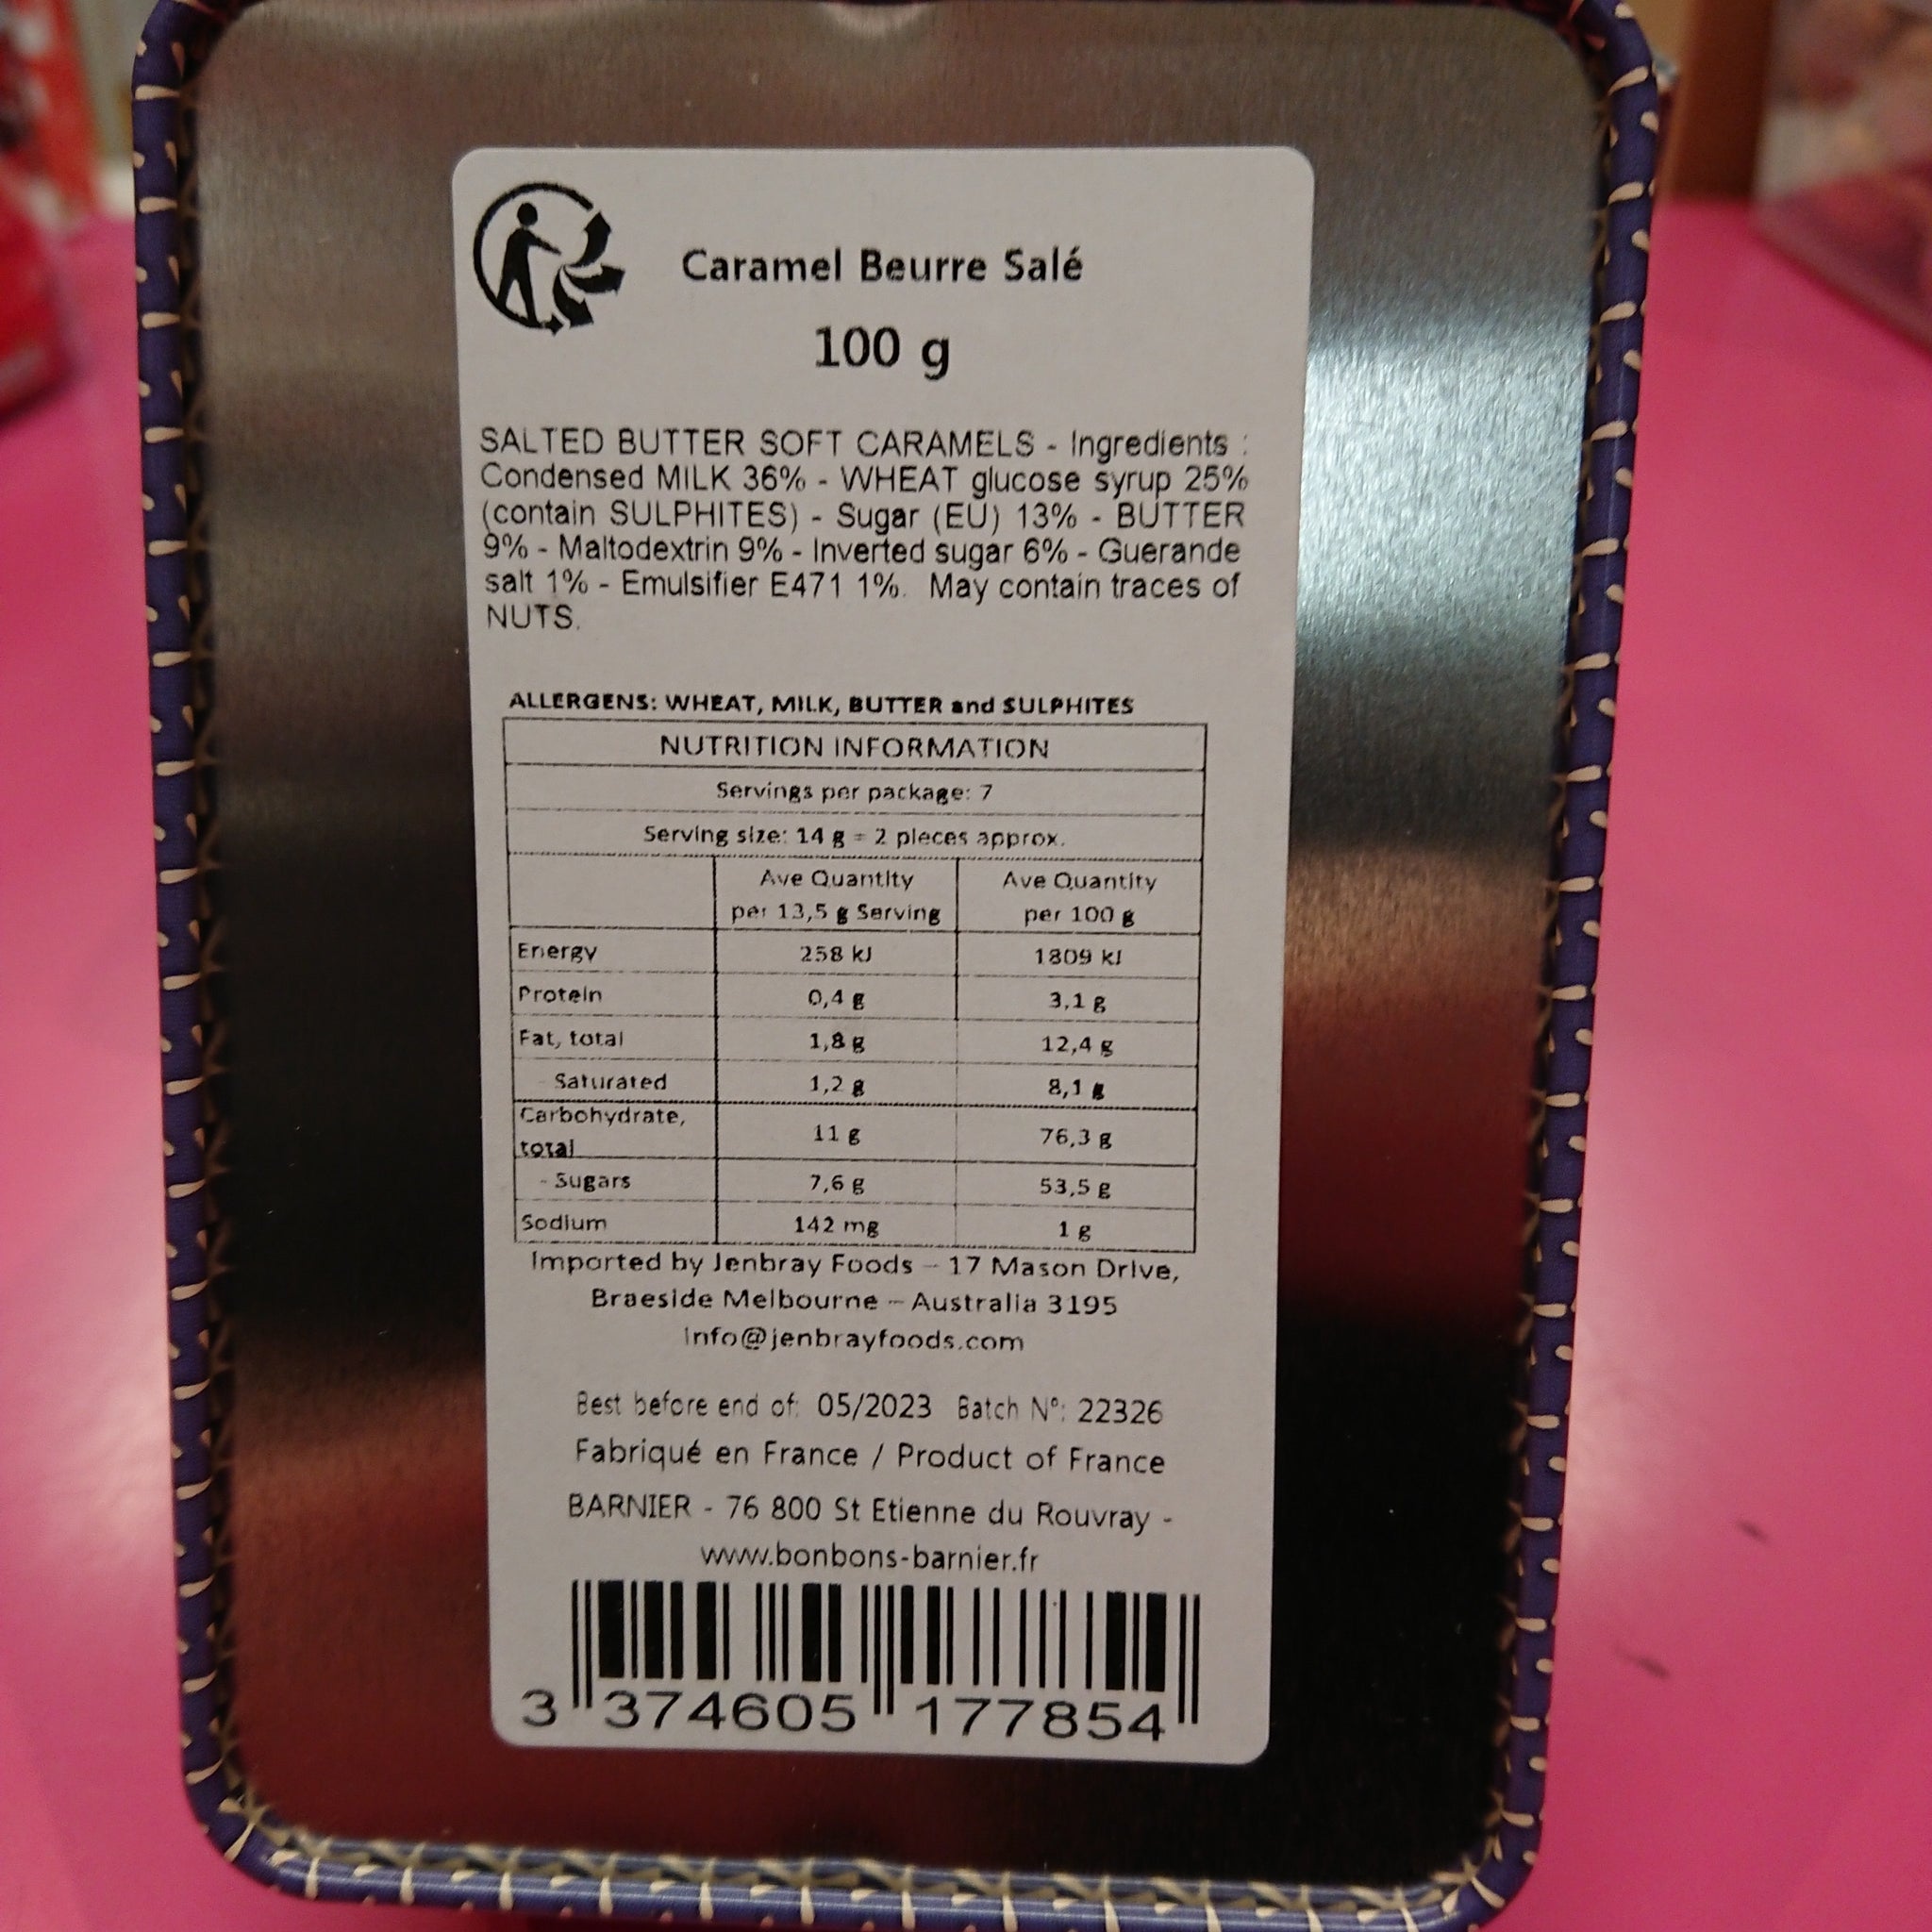 Caramel Beurre Salé
100 g
SALTED BUTTER SOFT CARAMELS - Ingredients :
Condensed MILK 36% - WHEAT glucose syrup 25%
(contain SULPHITES) - Sugar (EU) 13% - BUTTER
9% - Maltodextrin 9% - Inverted sugar 6% - Guerande
salt 1% - Emulsifier E471 1%. May contain traces of
NUTS.
ALLERGENS: WHEAT, MILK, BUTTER and SULPHITES
NUTRITION INFORMATION
Servings per package: 7
Serving size: 14 g = 2 pieces approx.
Ave Quantity Ave Quantity
per 13,5 g Serving per 100 g
Energy 258 kJ 1809 kJ
Protein 0,4 g 3,1 g
Fat, total 1,8 g 12,4 g
- Saturated 1,2 g 8,1 g
Carbohydrate,
total 11 g 76,3 g
- Sugars 7,6 g 53,5 g
Sodium 142 mg 1 g
Imported by Jenbray Foods – 17 Mason Drive,
Braeside Melbourne – Australia 3195
info@jenbrayfoods.com
Best before end of: 05/2023 Batch N°: 22326
Fabriqué en France / Product of France
BARNIER - 76 800 St Etienne du Rouvray -
www.bonbons-barnier.fr
3 374605 177854